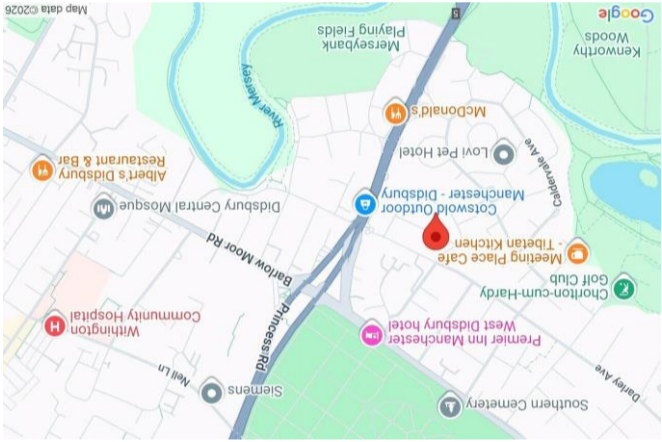 Southern Cemetery
Siemens
Nell Ln
Darley Ave
Premier Inn Manchester
West Didsbury hotel
Princess Rd
Withington
Community Hospital
Chorlton-cum-Hardy
Golf Club
Barlow Moor Rd
Meeting Place Cafe
- Tibetan Kitchen
Cotswold Outdoor
Manchester - Didsbury
Didsbury Central Mosque
Caldervale Ave
Lovi Pet Hotel
Albert's Didsbury
Restaurant & Bar
McDonald's
River Mersey
Kenworthy
Woods
Merseybank
Playing Fields
5
Google
Map data ©2026